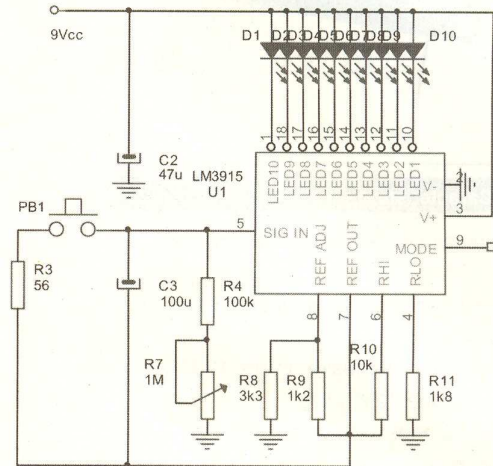 9Vcc
D1 D2 D3 D4 D5 D6 D7 D8 D9 D10
1 18 17 16 15 14 13 12 11 10
C2
47u
LM3915
U1
LED10 LED9 LED8 LED7 LED6 LED5 LED4 LED3 LED2 LED1
V- 2
V+ 3
MODE 9
PB1
5 SIG IN
REF ADJ REF OUT RHI RLO
8 7 6 4
R3
56
C3
100u
R4
100k
R7
1M
R8
3k3
R9
1k2
R10
10k
R11
1k8